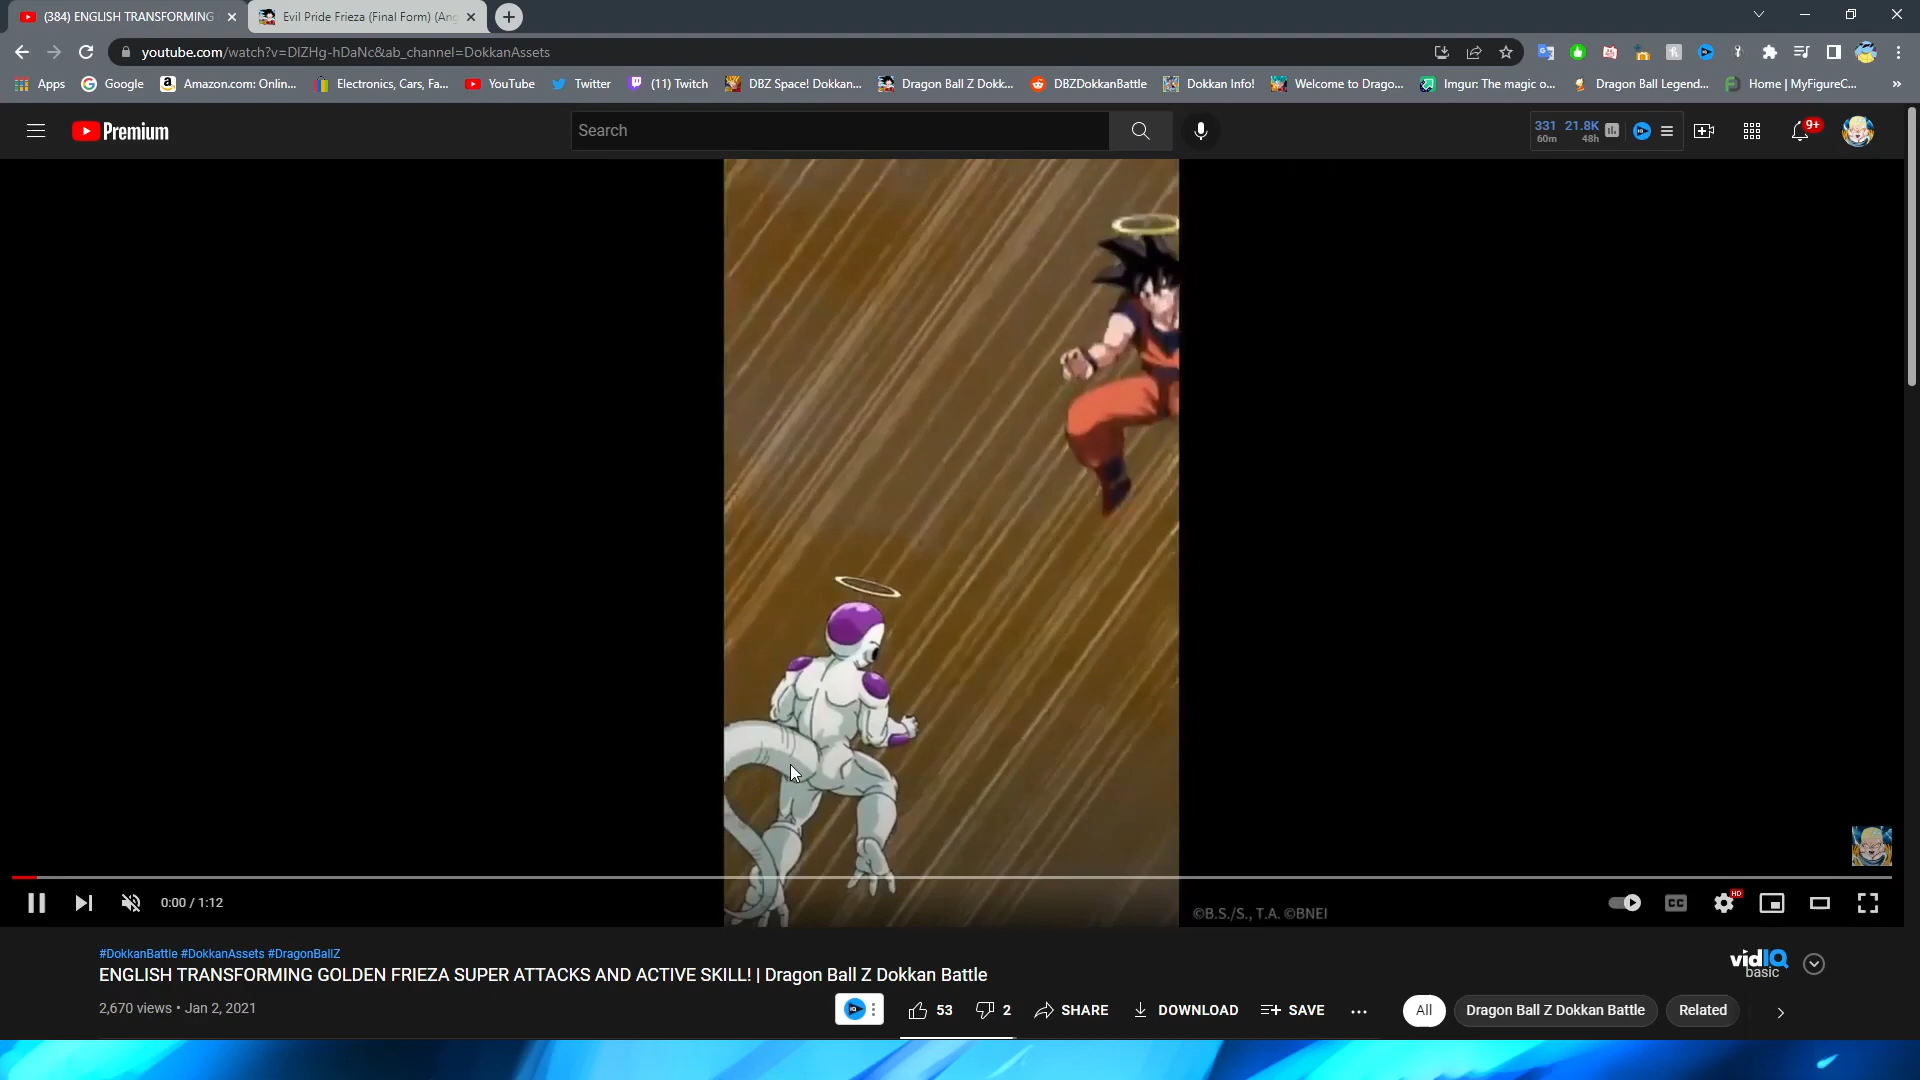 (384) ENGLISH TRANSFORMING
Evil Pride Frieza (Final Form) (Ang
youtube.com/watch?v=DlZHg-hDaNc&ab_channel=DokkanAssets
Apps
Google
Amazon.com: Onlin...
Electronics, Cars, Fa...
YouTube
Twitter
(11) Twitch
DBZ Space! Dokkan...
Dragon Ball Z Dokk...
DBZDokkanBattle
Dokkan Info!
Welcome to Drago...
Imgur: The magic o...
Dragon Ball Legend...
Home | MyFigureC...
»
Premium
Search
331 21.8K
60m 48h
9+
©B.S./S., T.A. ©BNEI
0:00 / 1:12
CC
HD
#DokkanBattle #DokkanAssets #DragonBallZ
ENGLISH TRANSFORMING GOLDEN FRIEZA SUPER ATTACKS AND ACTIVE SKILL! | Dragon Ball Z Dokkan Battle
2,670 views • Jan 2, 2021
53
2
SHARE
DOWNLOAD
SAVE
vidIQ
basic
All
Dragon Ball Z Dokkan Battle
Related